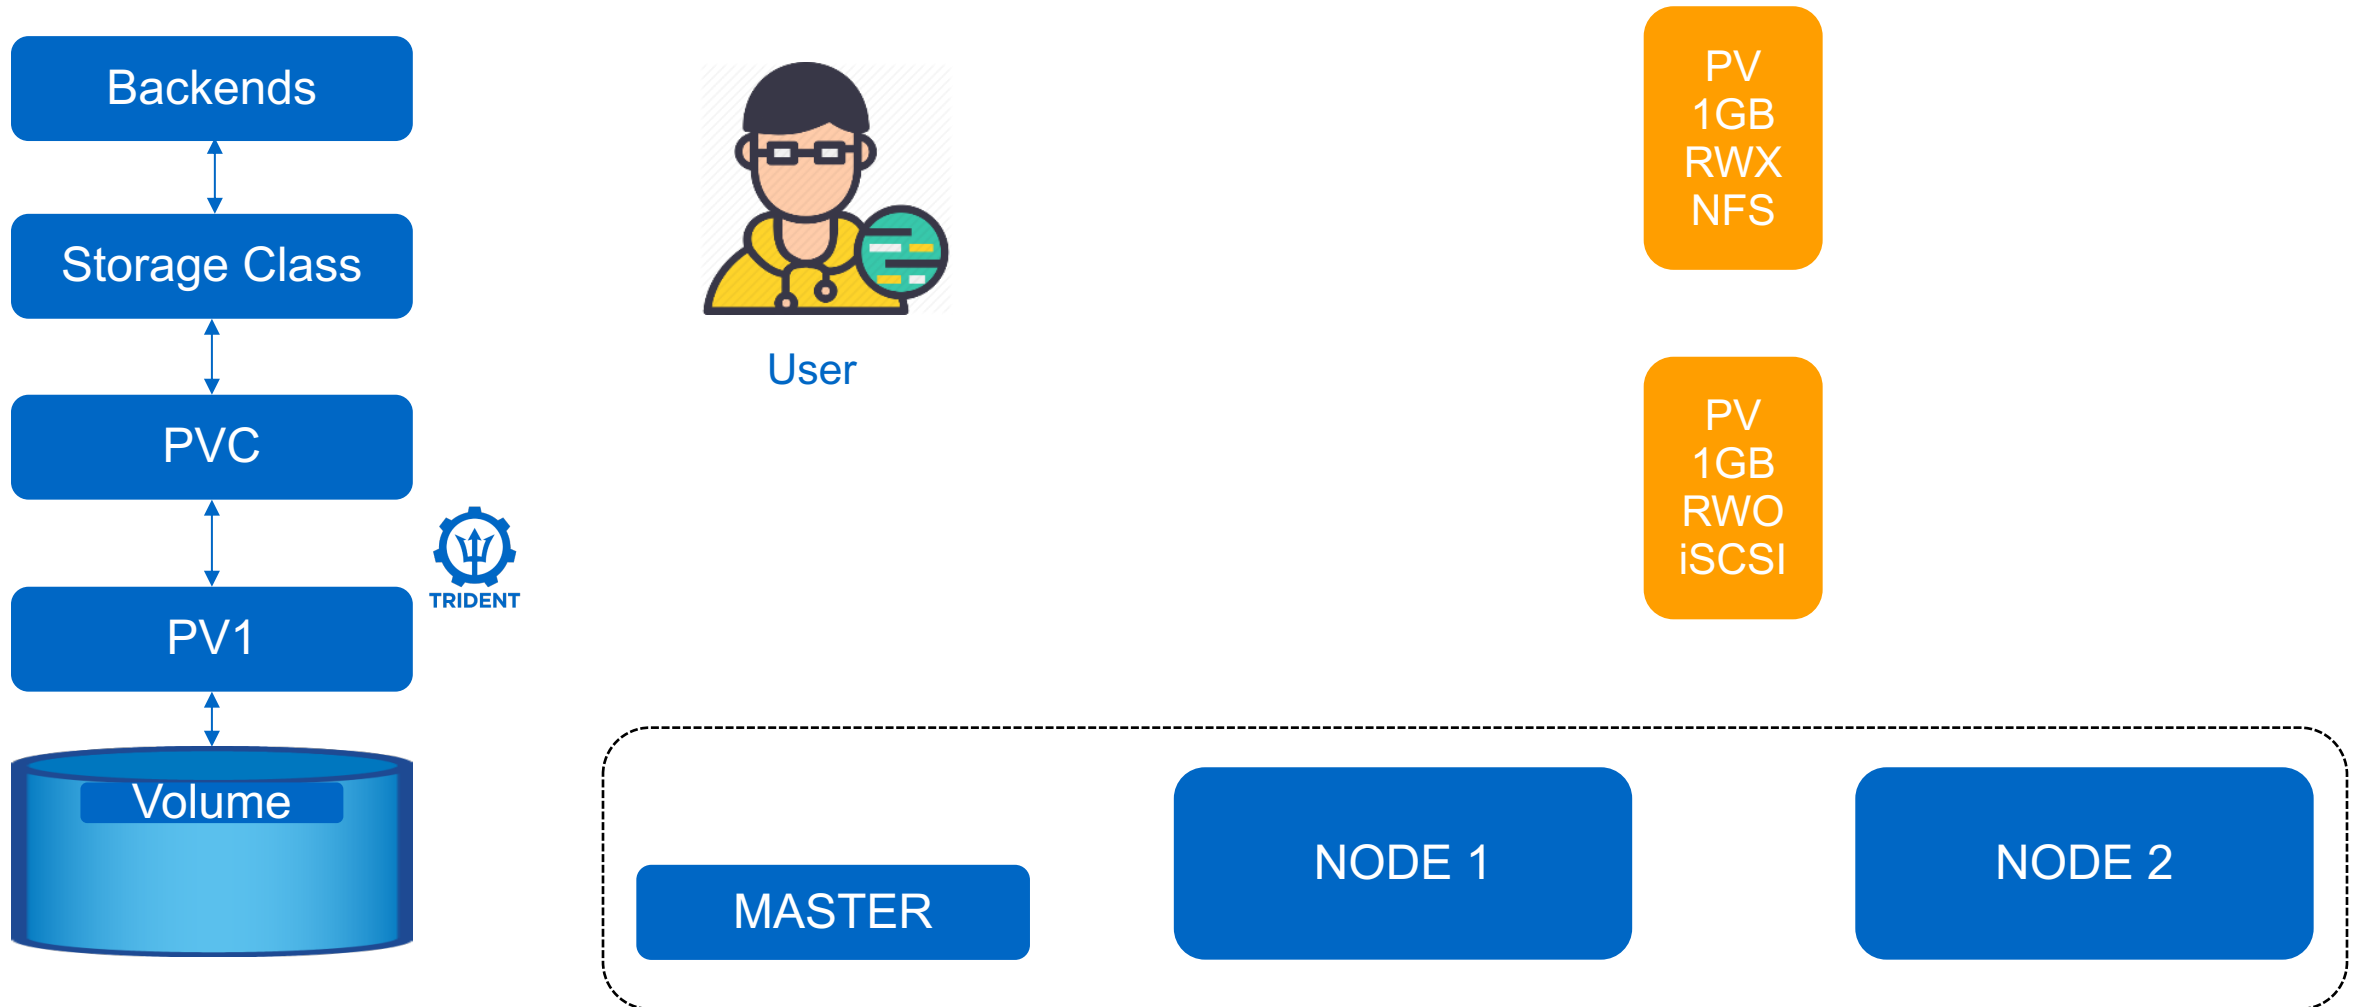 Backends
Storage Class
PVC
TRIDENT
PV1
Volume
User
PV
1GB
RWX
NFS
PV
1GB
RWO
iSCSI
MASTER
NODE 1
NODE 2